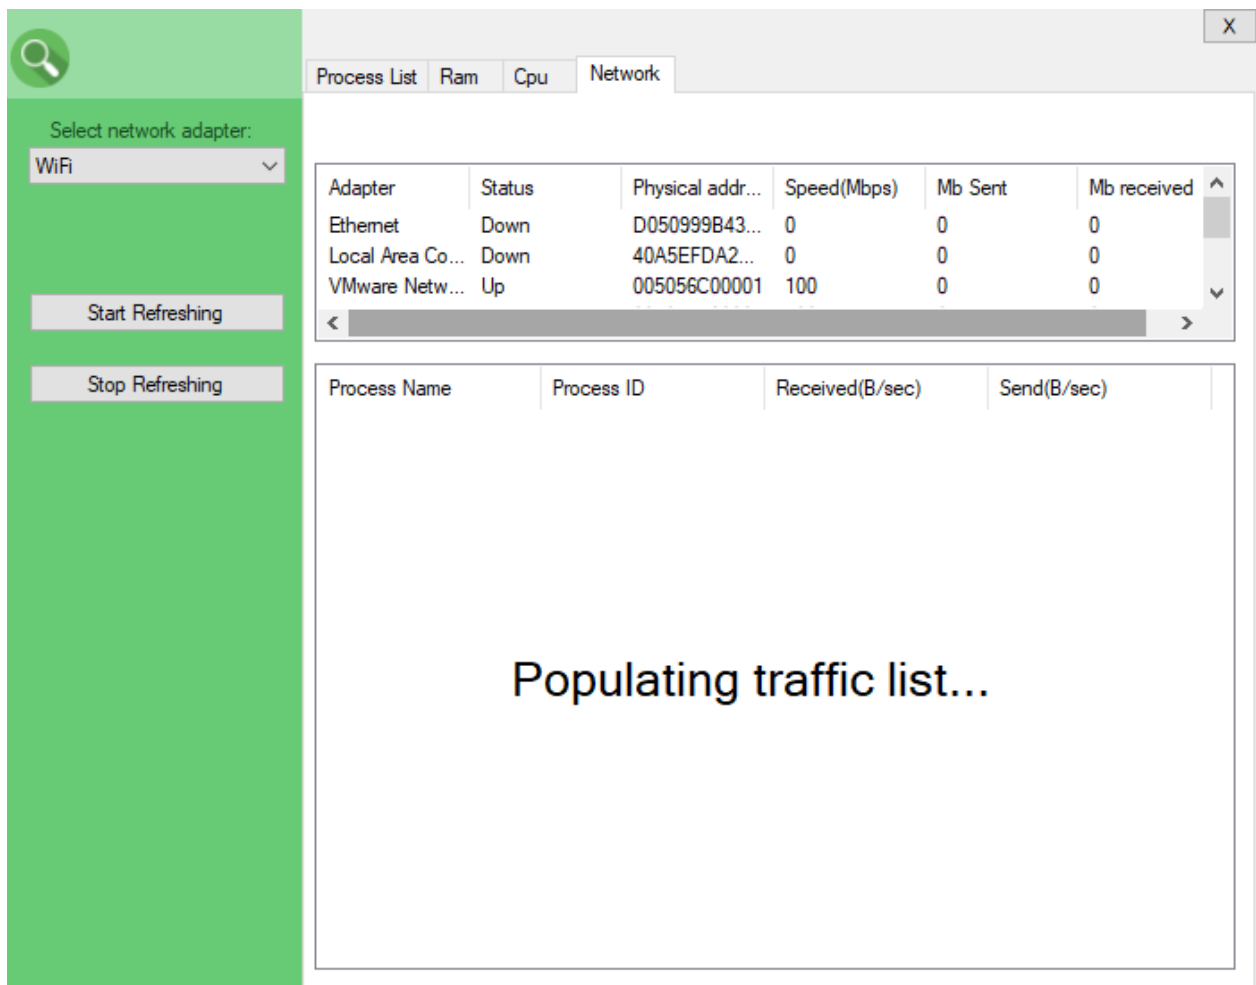 X
Process List Ram Cpu Network
Select network adapter:
WiFi
Start Refreshing
Stop Refreshing
Adapter Status Physical addr... Speed(Mbps) Mb Sent Mb received
Ethernet Down D050999B43... 0 0 0
Local Area Co... Down 40A5EFDA2... 0 0 0
VMware Netw... Up 005056C00001 100 0 0
Process Name Process ID Received(B/sec) Send(B/sec)
Populating traffic list...